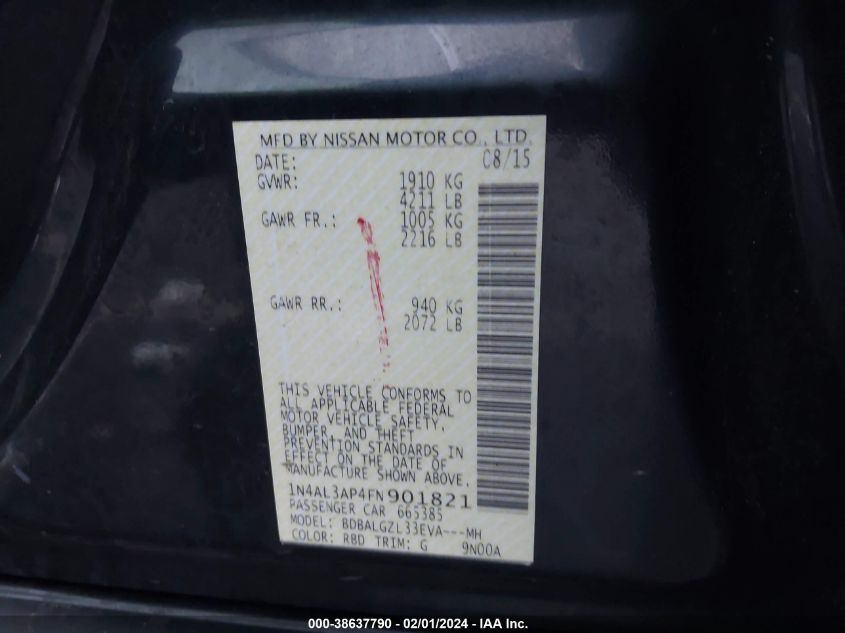 MFD BY NISSAN MOTOR CO., LTD.
DATE: 08/15
GVWR: 1910 KG
4211 LB
GAWR FR.: 1005 KG
2216 LB
GAWR RR.: 940 KG
2072 LB
THIS VEHICLE CONFORMS TO
ALL APPLICABLE FEDERAL
MOTOR VEHICLE SAFETY,
BUMPER, AND THEFT
PREVENTION STANDARDS IN
EFFECT ON THE DATE OF
MANUFACTURE SHOWN ABOVE.
1N4AL3AP4FN901821
PASSENGER CAR 665385
MODEL: BDBALGZL33EVA---MH
COLOR: RBD TRIM: G 9N00A
000-38637790 - 02/01/2024 - IAA Inc.